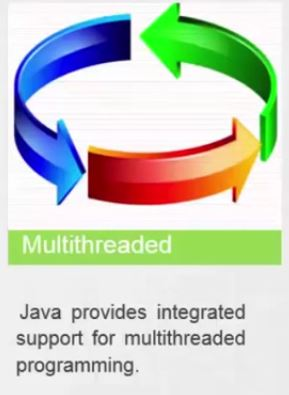 Multithreaded
Java provides integrated
support for multithreaded
programming.